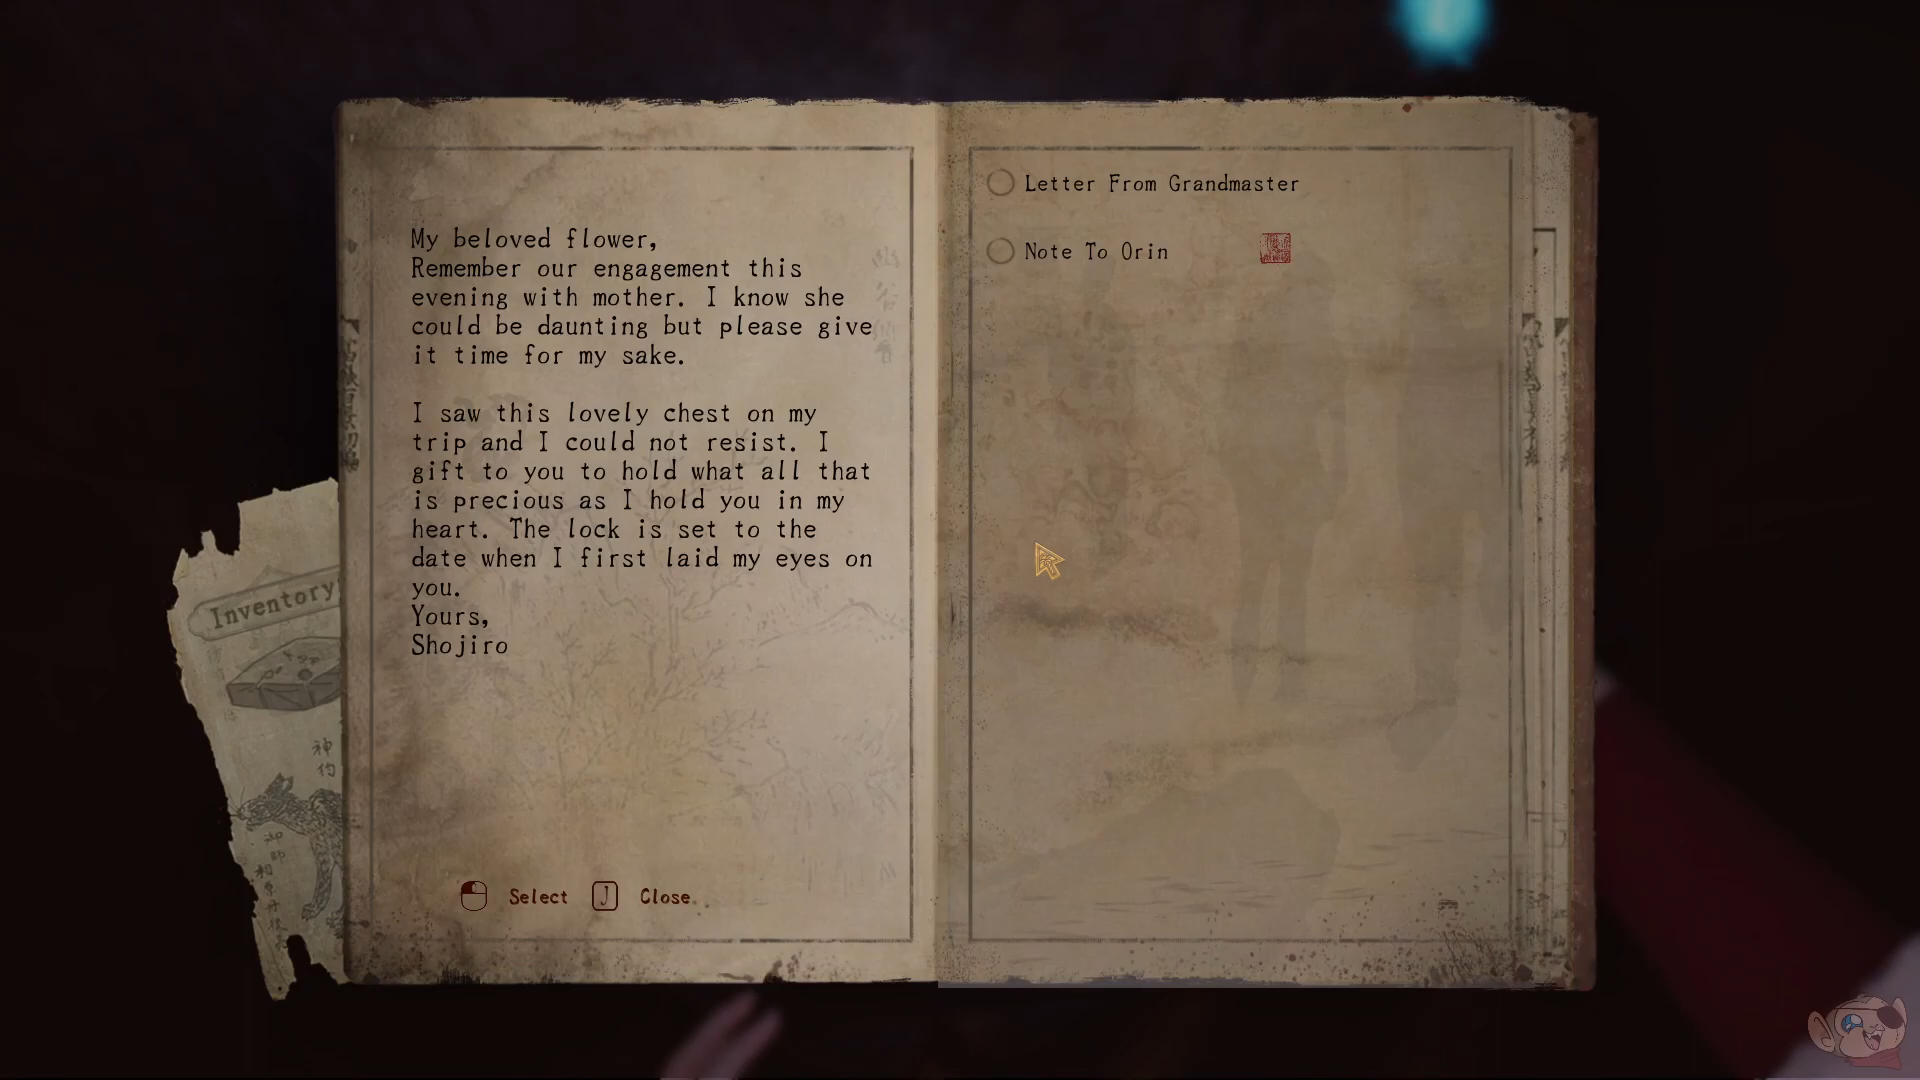 My beloved flower,
Remember our engagement this
evening with mother. I know she
could be daunting but please give
it time for my sake.
I saw this lovely chest on my
trip and I could not resist. I
gift to you to hold what all that
is precious as I hold you in my
heart. The lock is set to the
date when I first laid my eyes on
you.
Yours,
Shojiro
Select J Close
Letter From Grandmaster
Note To Orin
Inventory